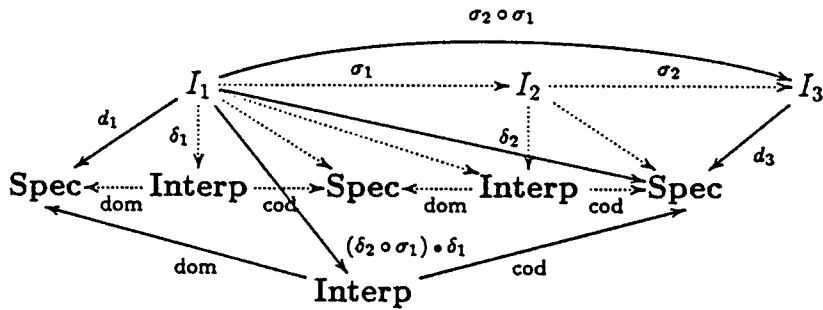 σ₂ ∘ σ₁
I₁ σ₁ I₂ σ₂ I₃
d₁ δ₁ δ₂ d₃
Spec Interp Spec Interp Spec
dom cod dom cod
(δ₂ ∘ σ₁) • δ₁
dom cod
Interp